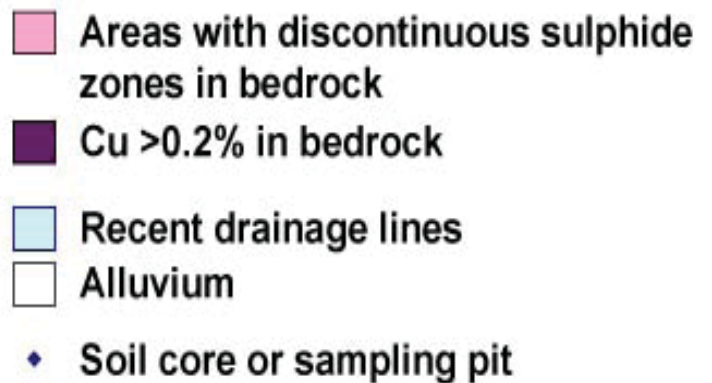 Areas with discontinuous sulphide
zones in bedrock
Cu >0.2% in bedrock
Recent drainage lines
Alluvium
Soil core or sampling pit